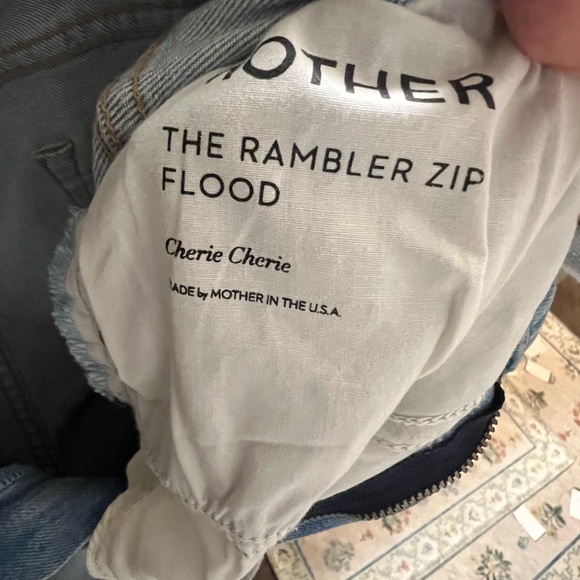 MOTHER
THE RAMBLER ZIP
FLOOD
Cherie Cherie
MADE by MOTHER IN THE U.S.A.